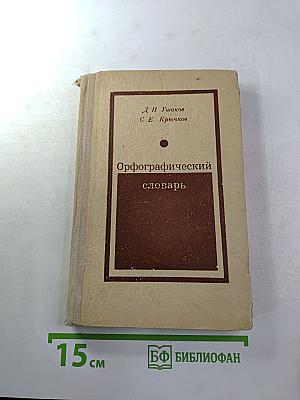 Д Н Ушаков
С Е. Крючков
Орфографический
словарь
15 см
БФ БИБЛИОФАН